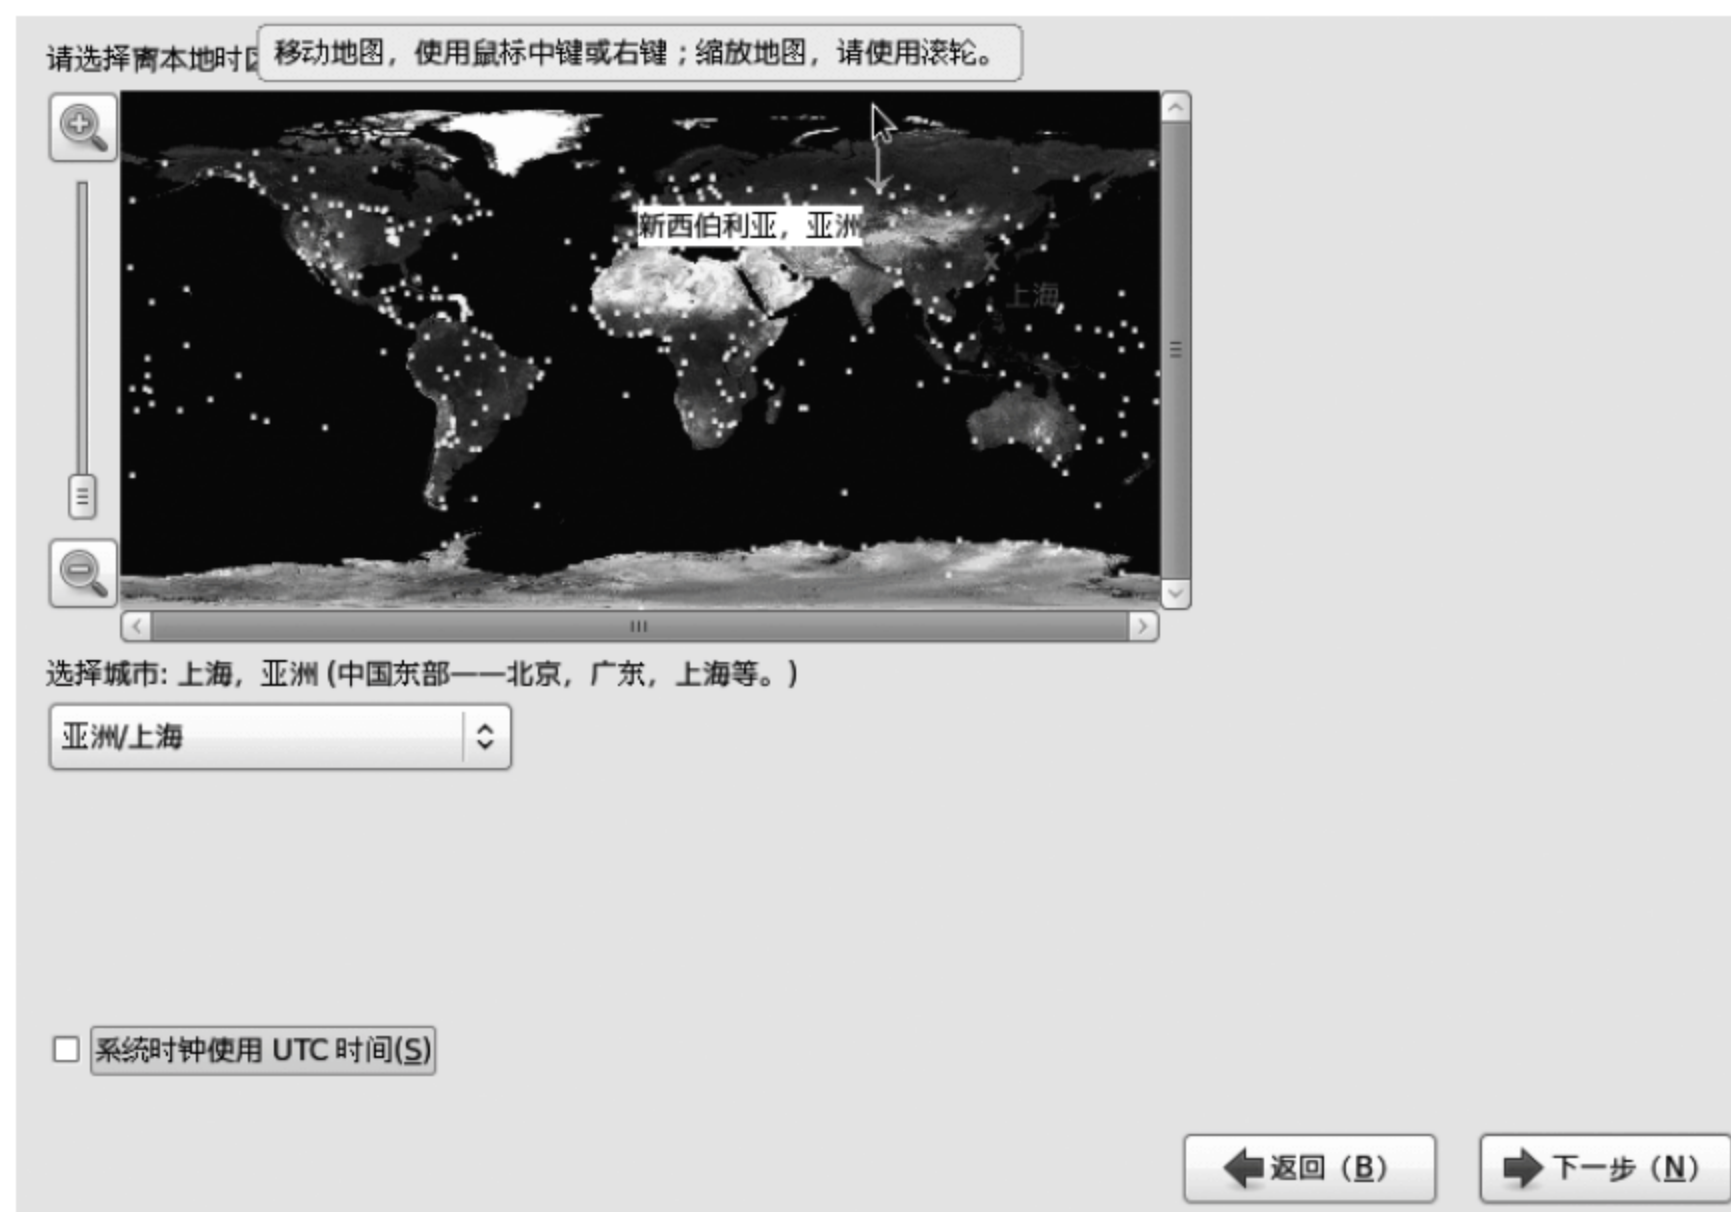 请选择离本地时
移动地图，使用鼠标中键或右键；缩放地图，请使用滚轮。
新西伯利亚，亚洲
上海
选择城市: 上海，亚洲 (中国东部——北京，广东，上海等。)
亚洲/上海
系统时钟使用 UTC 时间(S)
返回（B） 下一步（N）